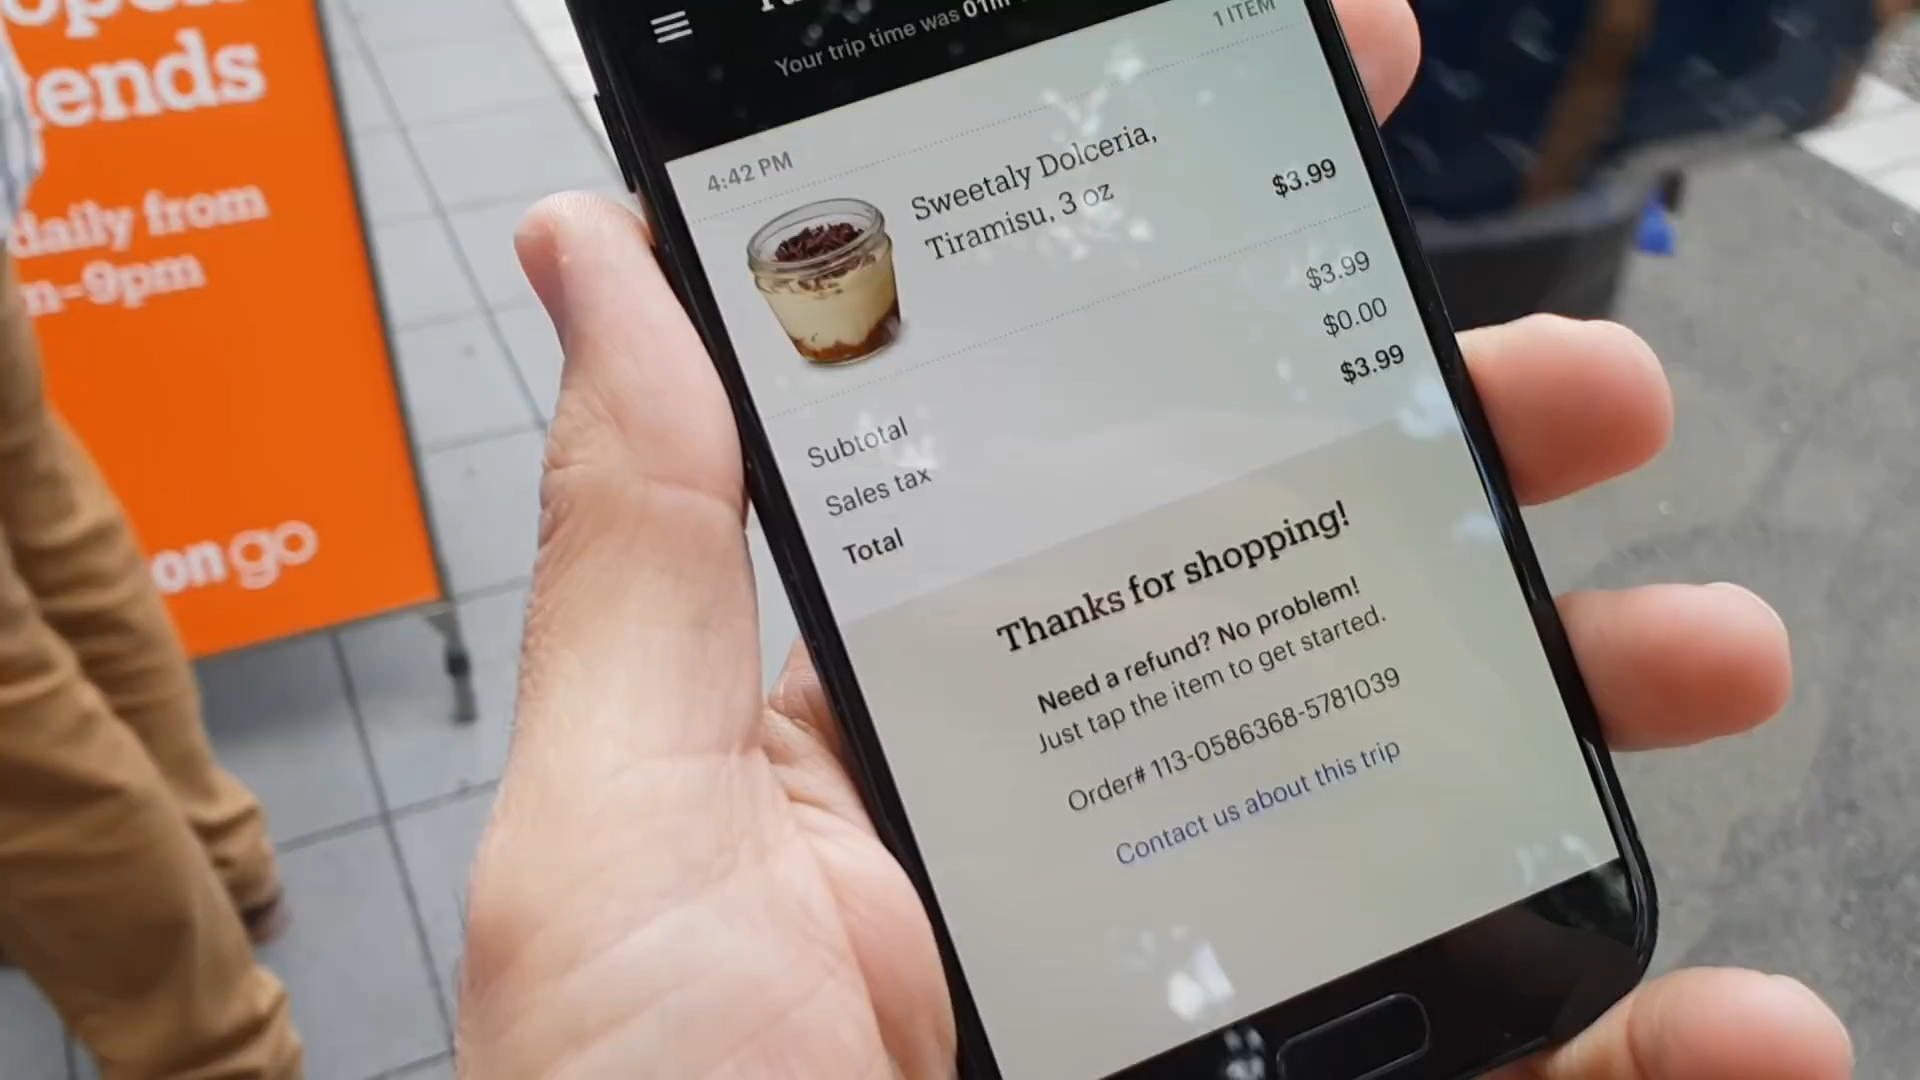 open
daily from
9pm
go
Your trip time was 01m
1 ITEM
4:42 PM
Sweetaly Dolceria,
Tiramisu, 3 oz
$3.99
Subtotal $3.99
Sales tax $0.00
Total $3.99
Thanks for shopping!
Need a refund? No problem!
Just tap the item to get started.
Order# 113-0586368-5781039
Contact us about this trip